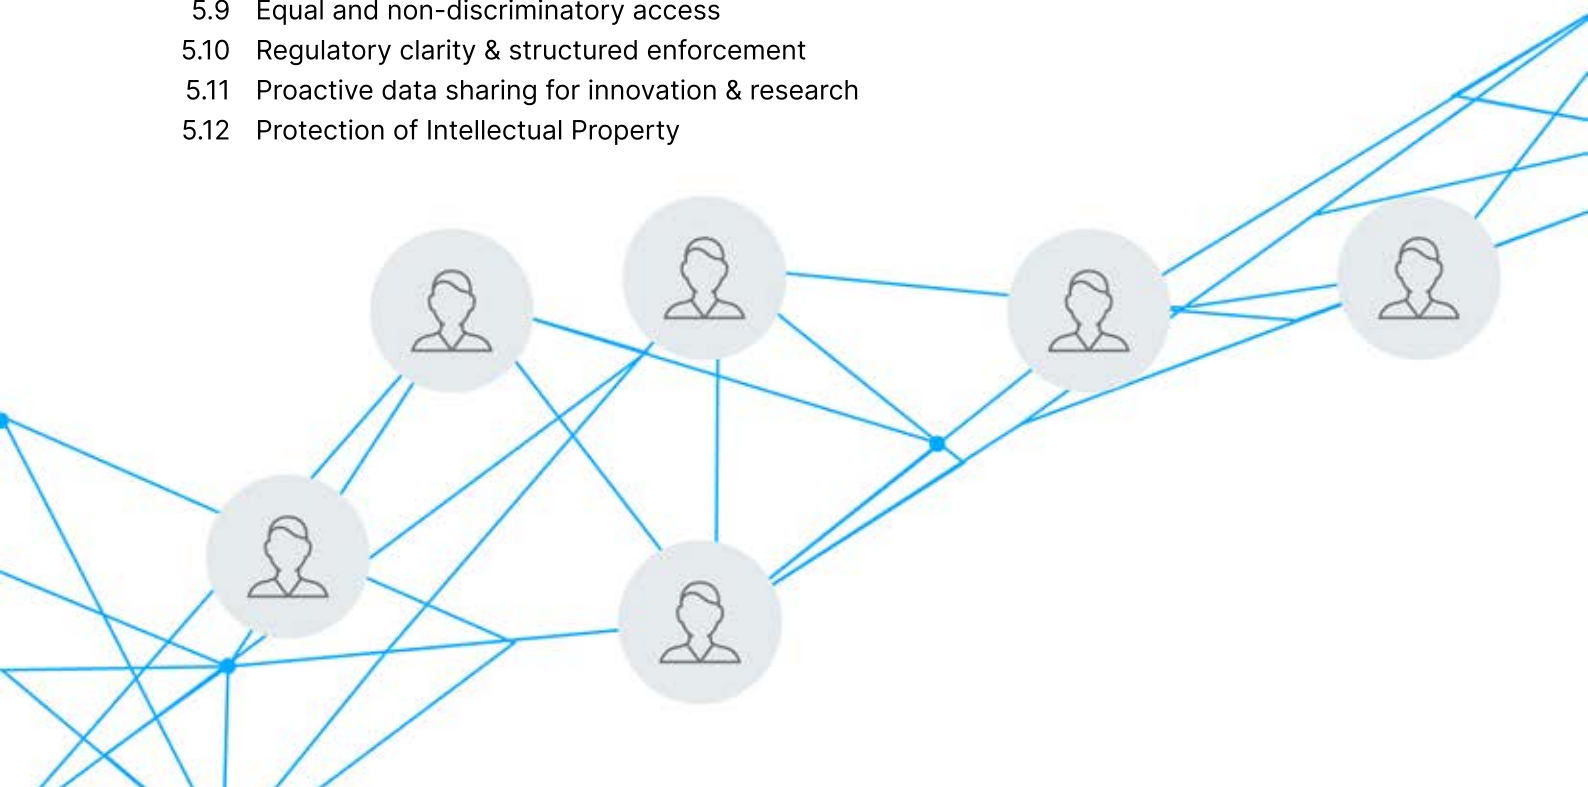 5.9 Equal and non-discriminatory access
5.10 Regulatory clarity & structured enforcement
5.11 Proactive data sharing for innovation & research
5.12 Protection of Intellectual Property